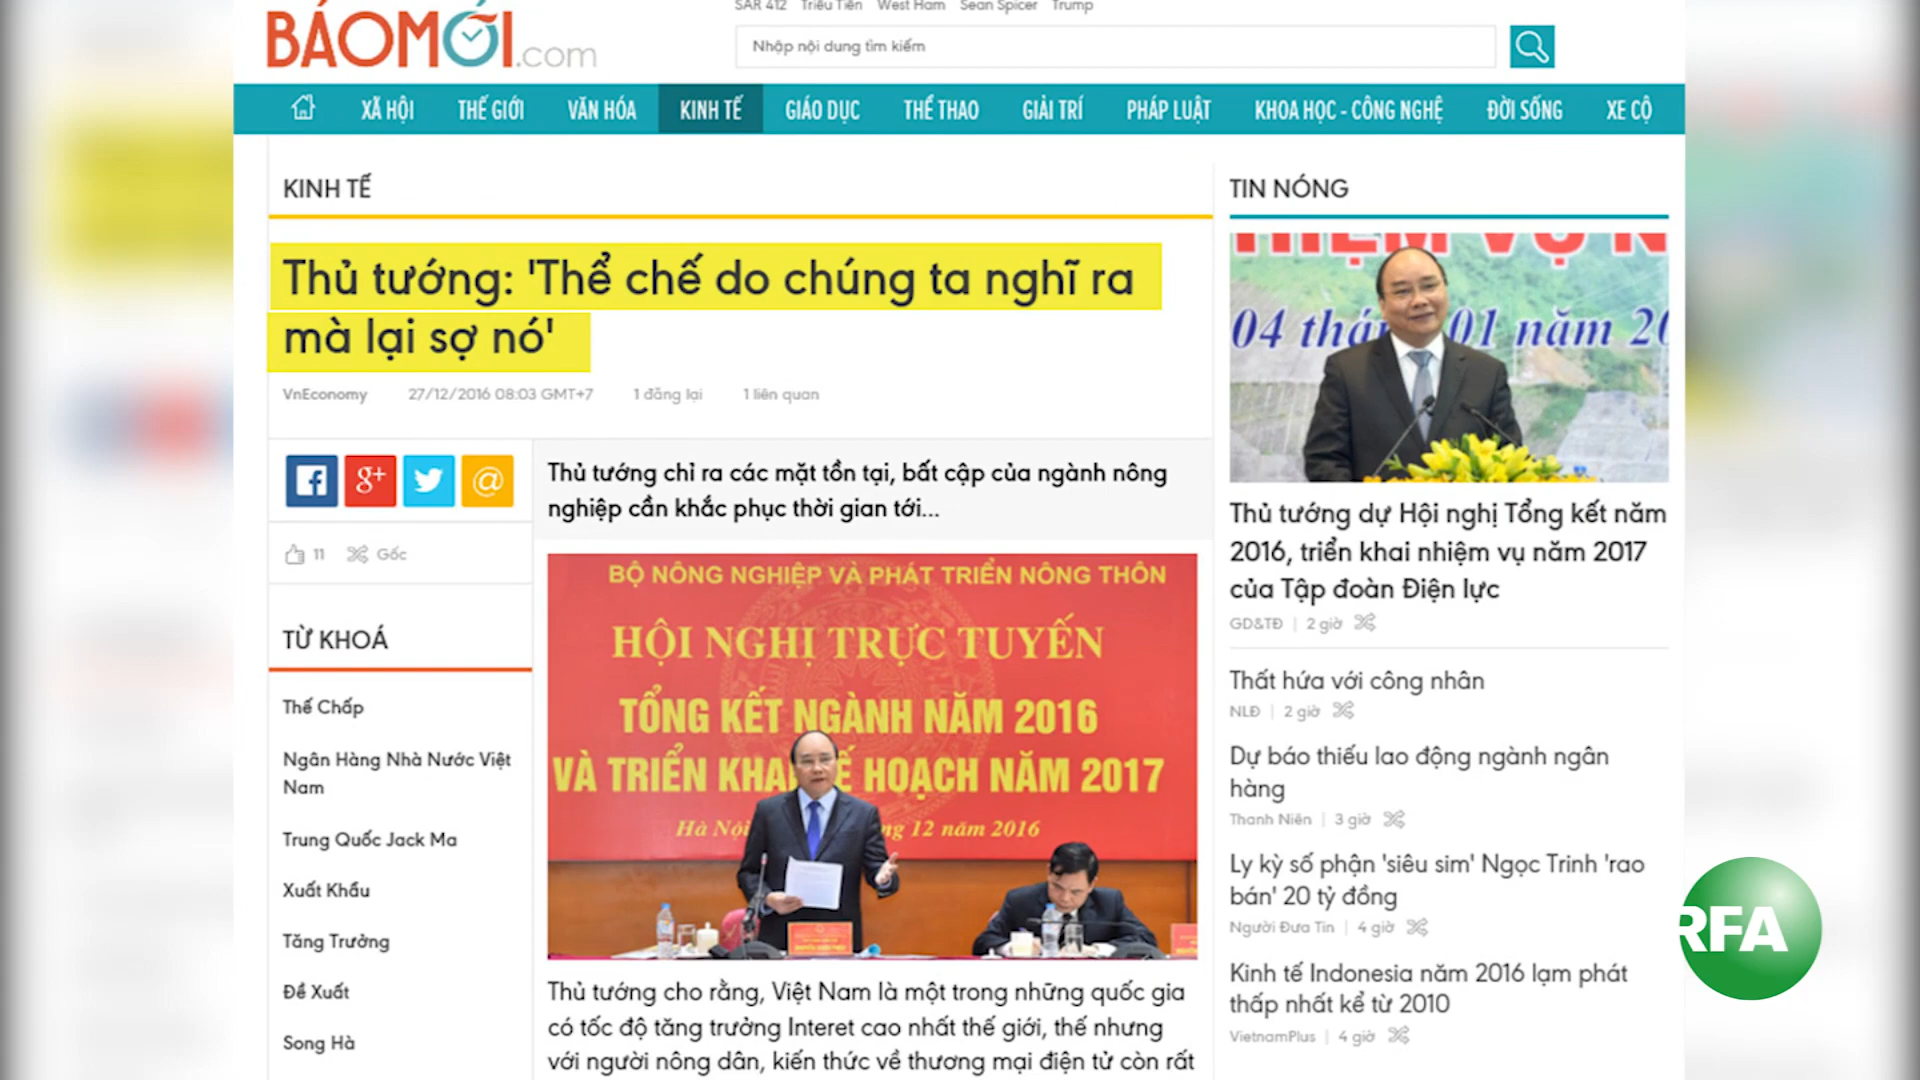 BÁOMỚI.com
SAR 412 Triều Tiên West Ham Sean Spicer Trump
Nhập nội dung tìm kiếm
XÃ HỘI THẾ GIỚI VĂN HÓA KINH TẾ GIÁO DỤC THỂ THAO GIẢI TRÍ PHÁP LUẬT KHOA HỌC - CÔNG NGHỆ ĐỜI SỐNG XE CỘ
KINH TẾ
Thủ tướng: 'Thể chế do chúng ta nghĩ ra
mà lại sợ nó'
VnEconomy 27/12/2016 08:03 GMT+7 1 đăng lại 1 liên quan
g+ @
11 Gốc
TỪ KHOÁ
Thế Chấp
Ngân Hàng Nhà Nước Việt
Nam
Trung Quốc Jack Ma
Xuất Khẩu
Tăng Trưởng
Đề Xuất
Song Hà
Thủ tướng chỉ ra các mặt tồn tại, bất cập của ngành nông
nghiệp cần khắc phục thời gian tới...
BỘ NÔNG NGHIỆP VÀ PHÁT TRIỂN NÔNG THÔN
HỘI NGHỊ TRỰC TUYẾN
TỔNG KẾT NGÀNH NĂM 2016
VÀ TRIỂN KHAI KẾ HOẠCH NĂM 2017
Hà Nội 12 năm 2016
Thủ tướng cho rằng, Việt Nam là một trong những quốc gia
có tốc độ tăng trưởng Interet cao nhất thế giới, thế nhưng
với người nông dân, kiến thức về thương mại điện tử còn rất
TIN NÓNG
04 01 năm
Thủ tướng dự Hội nghị Tổng kết năm
2016, triển khai nhiệm vụ năm 2017
của Tập đoàn Điện lực
GD&TĐ | 2 giờ
Thất hứa với công nhân
NLĐ | 2 giờ
Dự báo thiếu lao động ngành ngân
hàng
Thanh Niên | 3 giờ
Ly kỳ số phận 'siêu sim' Ngọc Trinh 'rao
bán' 20 tỷ đồng
Người Đưa Tin | 4 giờ
Kinh tế Indonesia năm 2016 lạm phát
thấp nhất kể từ 2010
VietnamPlus | 4 giờ
RFA